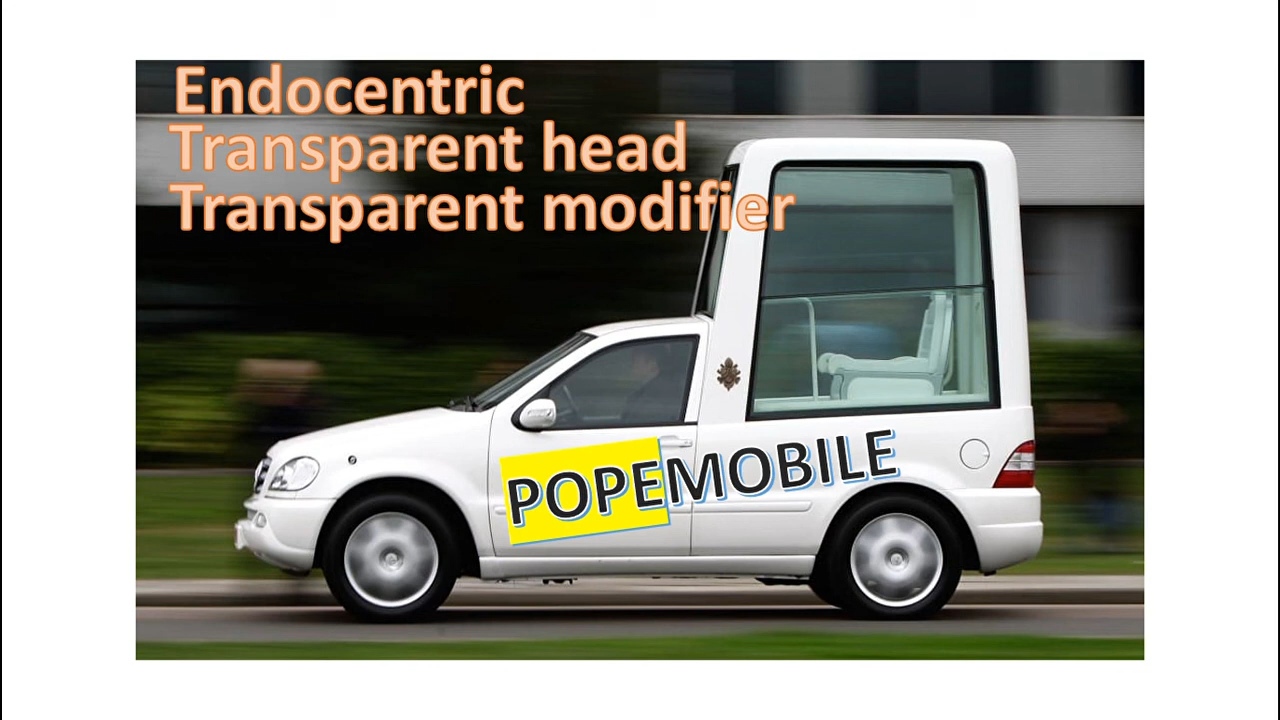 Endocentric
Transparent head
Transparent modifier
POPEMOBILE